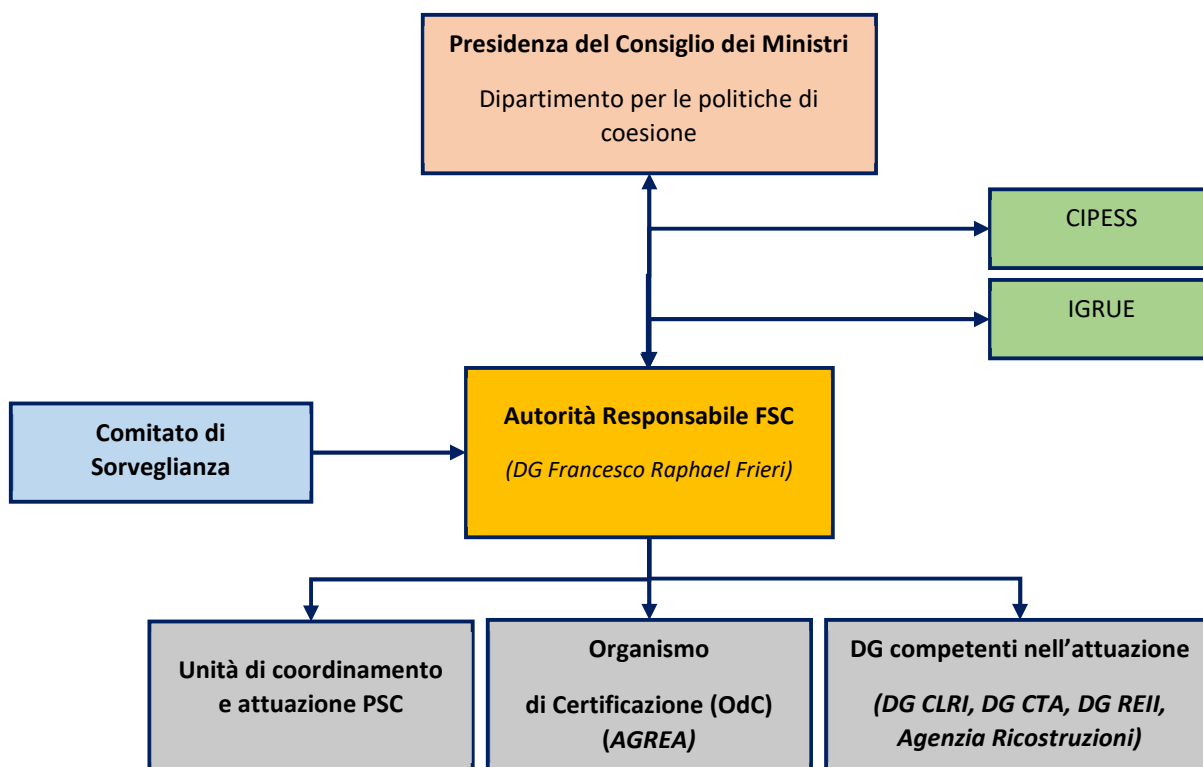 Presidenza del Consiglio dei Ministri
Dipartimento per le politiche di
coesione
CIPESS
IGRUE
Comitato di
Sorveglianza
Autorità Responsabile FSC
(DG Francesco Raphael Frieri)
Unità di coordinamento
e attuazione PSC
Organismo
di Certificazione (OdC)
(AGREA)
DG competenti nell’attuazione
(DG CLRI, DG CTA, DG REII,
Agenzia Ricostruzioni)